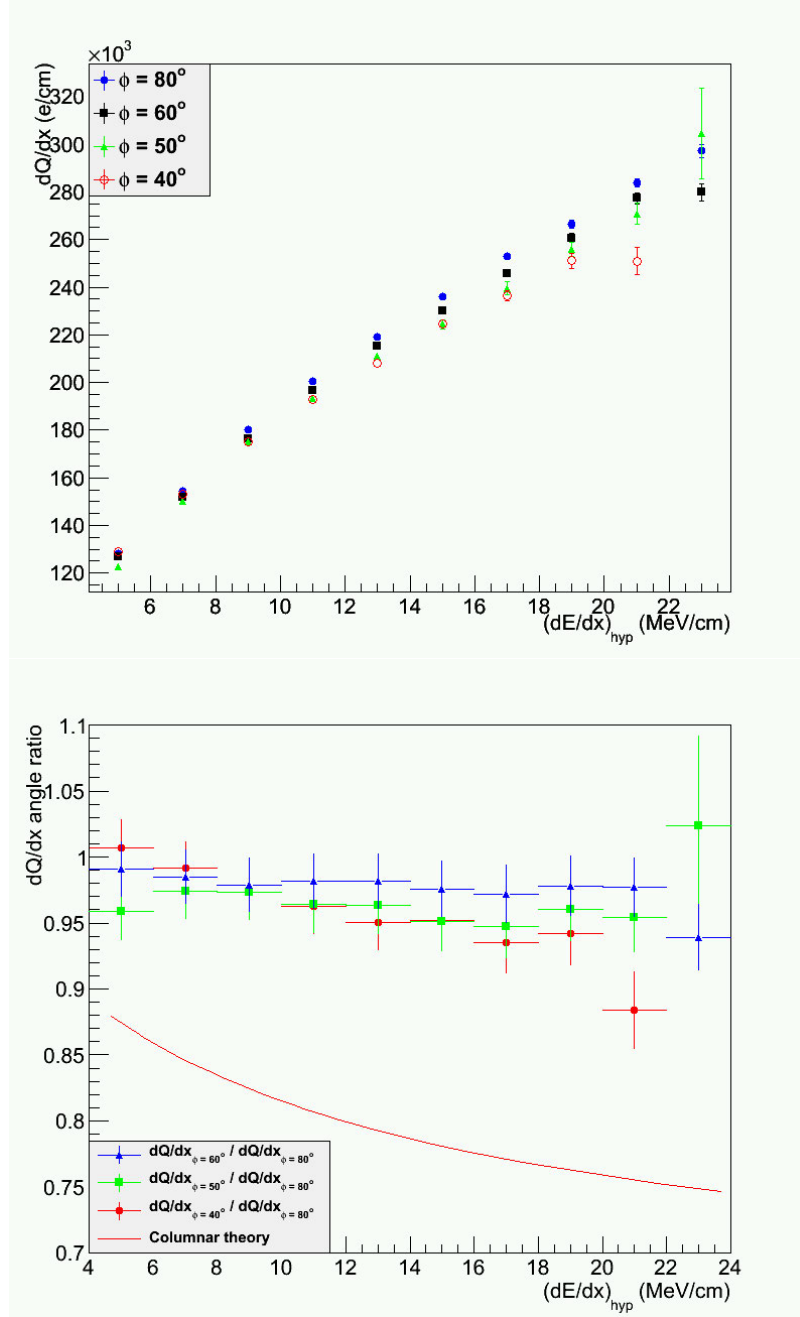 ×10³
dQ/dx (e/cm)
ϕ = 80°
ϕ = 60°
ϕ = 50°
ϕ = 40°
320
300
280
260
240
220
200
180
160
140
120
6 8 10 12 14 16 18 20 22
(dE/dx)hyp (MeV/cm)
dQ/dx angle ratio
1.1
1.05
1
0.95
0.9
0.85
0.8
0.75
0.7
dQ/dxϕ = 60° / dQ/dxϕ = 80°
dQ/dxϕ = 50° / dQ/dxϕ = 80°
dQ/dxϕ = 40° / dQ/dxϕ = 80°
Columnar theory
4 6 8 10 12 14 16 18 20 22 24
(dE/dx)hyp (MeV/cm)